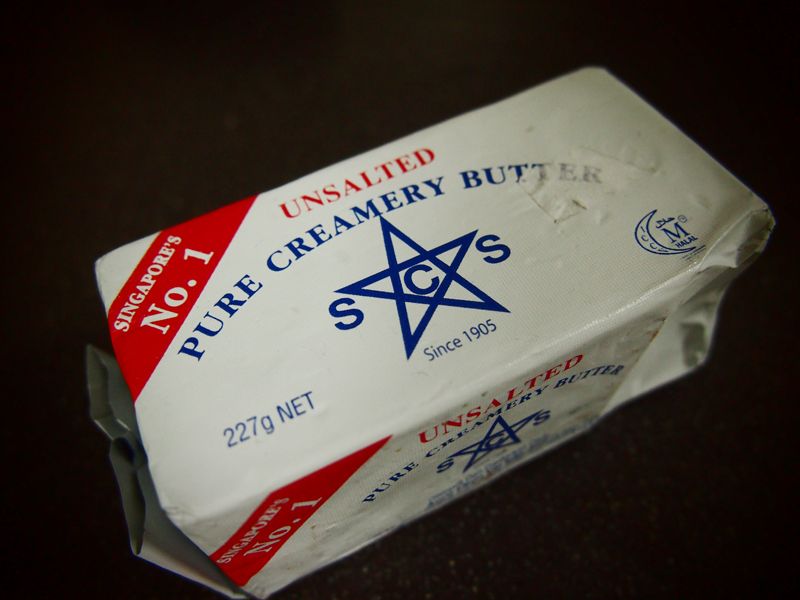 SINGAPORE'S
No. 1
UNSALTED
PURE CREAMERY BUTTER
S C S
Since 1905
227g NET
حلال
M
HALAL
SINGAPORE'S
No. 1
UNSALTED
PURE CREAMERY BUTTER
S C S